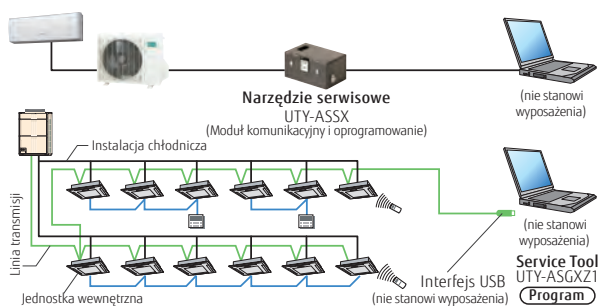 Narzędzie serwisowe
UTY-ASSX
(Moduł komunikacyjny i oprogramowanie)
(nie stanowi
wyposażenia)
Instalacja chłodnicza
Linia transmisji
Jednostka wewnętrzna
Interfejs USB
(nie stanowi wyposażenia)
(nie stanowi
wyposażenia)
Service Tool
UTY-ASGXZ1
Program